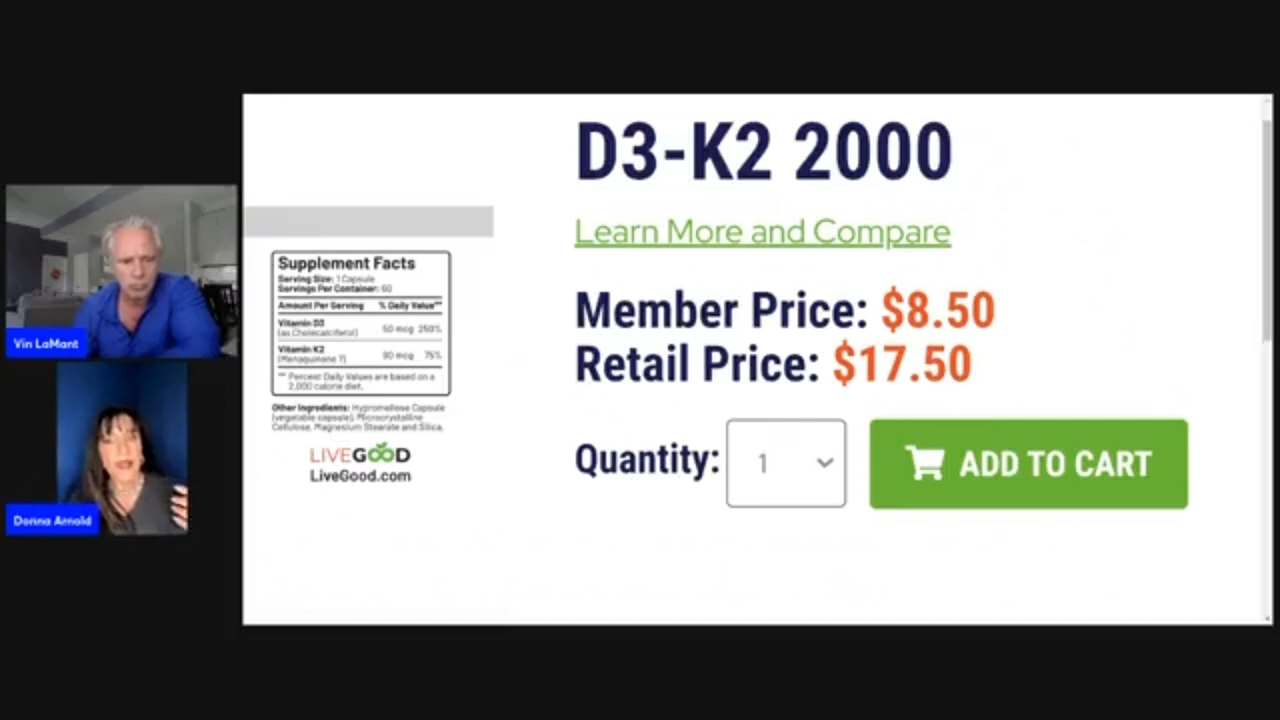 D3-K2 2000
Learn More and Compare
Member Price: $8.50
Retail Price: $17.50
Quantity: 1
ADD TO CART
Supplement Facts
Serving Size: 1 Capsule
Servings Per Container: 60
Amount Per Serving % Daily Value**
Vitamin D3 50 mcg 250%
(as Cholecalciferol)
Vitamin K2 90 mcg 75%
(Menaquinone 7)
** Percent Daily Values are based on a
2,000 calorie diet.
Other Ingredients: Hypromellose Capsule
(vegetable capsule), Microcrystalline
Cellulose, Magnesium Stearate and Silica.
LIVEGOOD
LiveGood.com
Vin LaMant
Donna Arnold